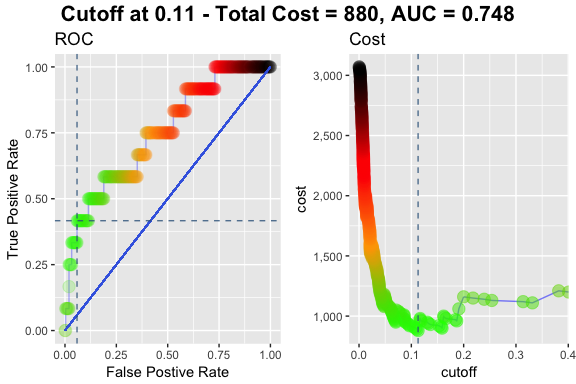 Cutoff at 0.11 - Total Cost = 880, AUC = 0.748
ROC
1.00
0.75
0.50
0.25
0.00
True Positive Rate
0.00 0.25 0.50 0.75 1.00
False Postive Rate
Cost
3,000
2,500
2,000
1,500
1,000
cost
0.0 0.1 0.2 0.3 0.4
cutoff